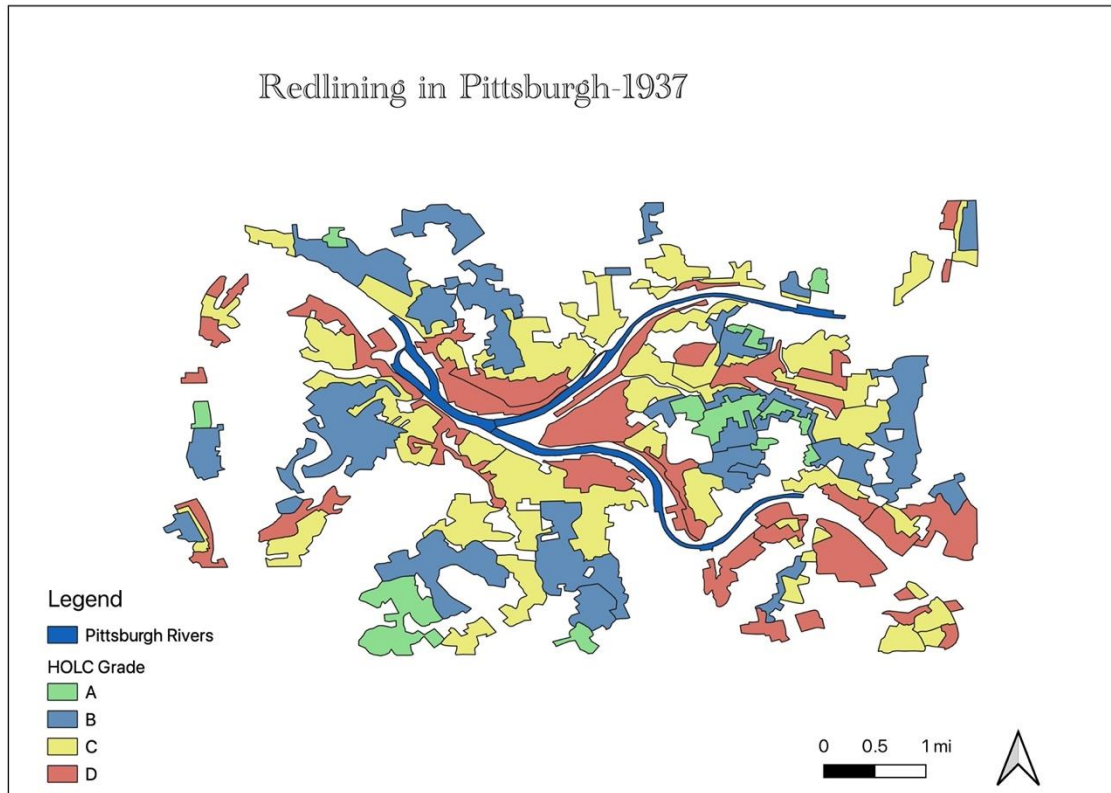 Redlining in Pittsburgh-1937
Legend
Pittsburgh Rivers
HOLC Grade
A
B
C
D
0 0.5 1 mi